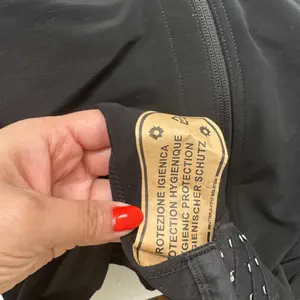 PROTEZIONE IGIENICA
PROTECTION HYGIENIQUE
HYGIENIC PROTECTION
HYGIENISCHER SCHUTZ